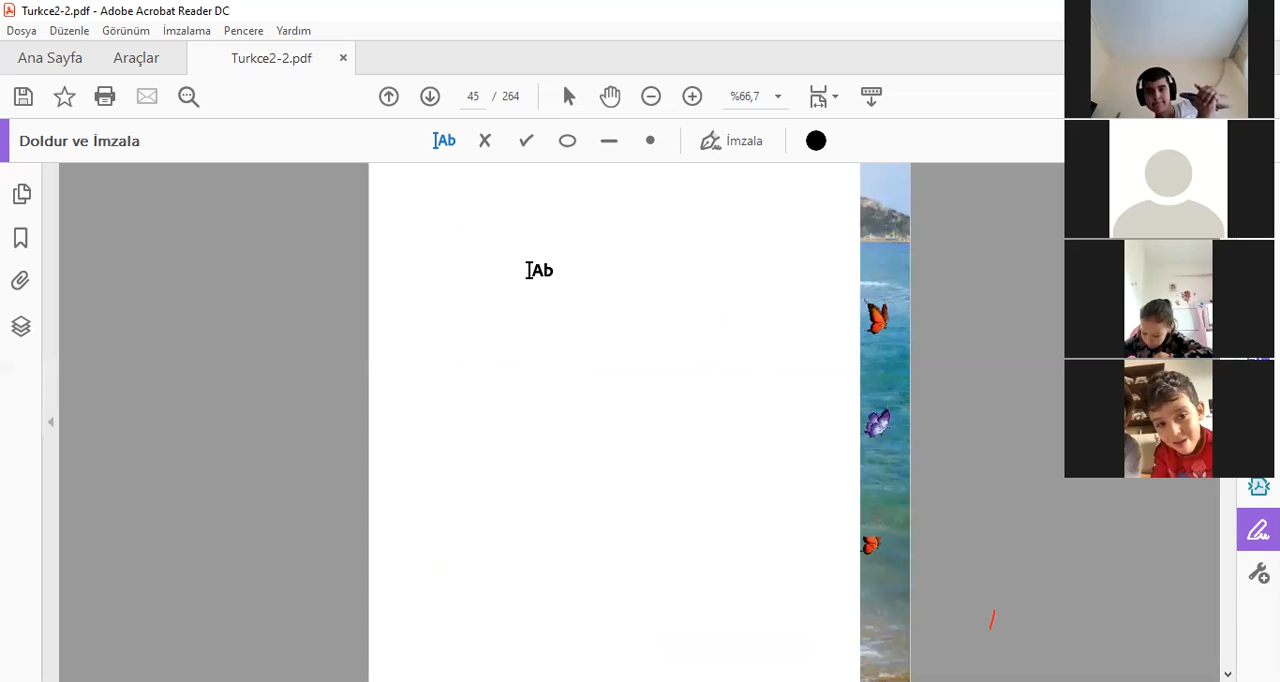 Turkce2-2.pdf - Adobe Acrobat Reader DC
Dosya Düzenle Görünüm İmzalama Pencere Yardım
Ana Sayfa Araçlar Turkce2-2.pdf ×
45 / 264 %66,7
Doldur ve İmzala Ab İmzala
Ab